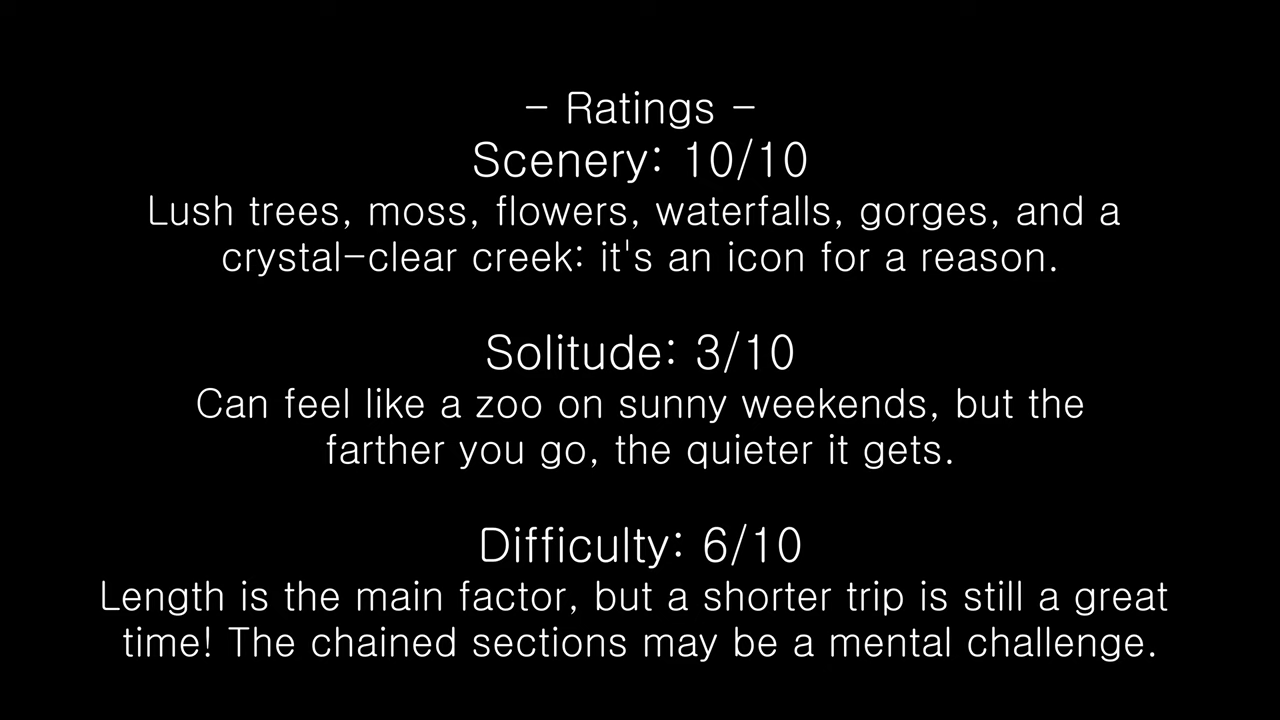 - Ratings -
Scenery: 10/10
Lush trees, moss, flowers, waterfalls, gorges, and a
crystal-clear creek: it's an icon for a reason.
Solitude: 3/10
Can feel like a zoo on sunny weekends, but the
farther you go, the quieter it gets.
Difficulty: 6/10
Length is the main factor, but a shorter trip is still a great
time! The chained sections may be a mental challenge.